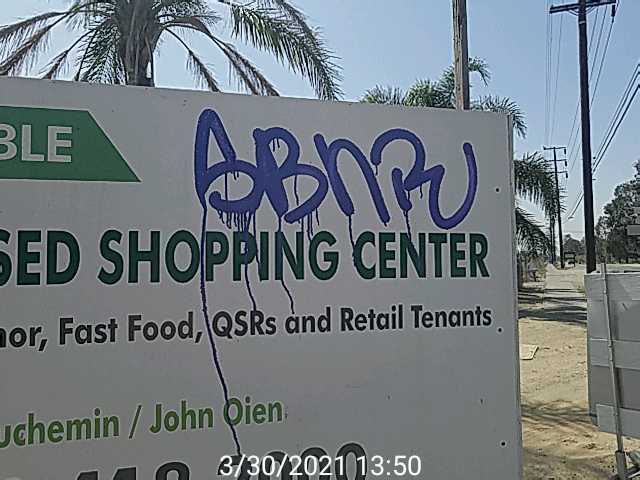 BLE
SED SHOPPING CENTER
nor, Fast Food, QSRs and Retail Tenants
uchemin / John Oien
3/30/2021 13:50